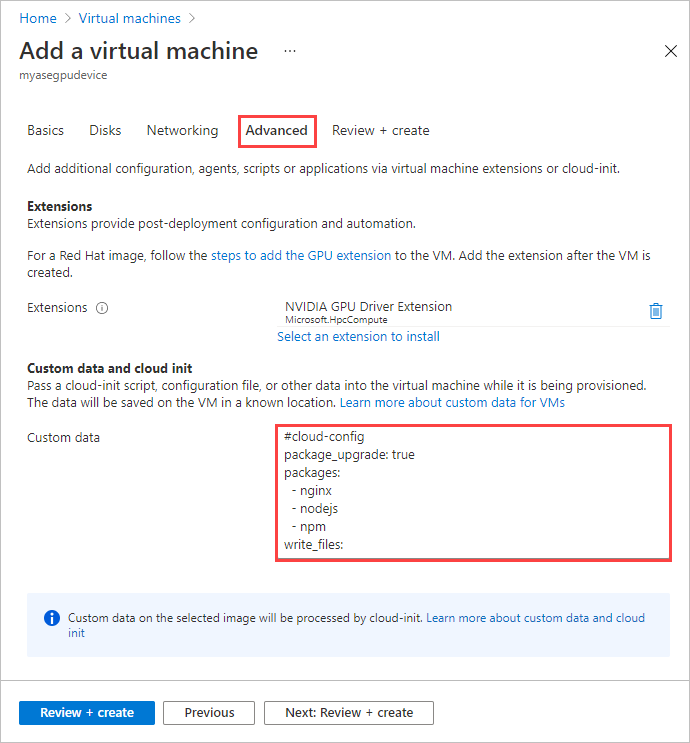 Home > Virtual machines >
Add a virtual machine ...
myasegpudevice
Basics Disks Networking Advanced Review + create
Add additional configuration, agents, scripts or applications via virtual machine extensions or cloud-init.
Extensions
Extensions provide post-deployment configuration and automation.
For a Red Hat image, follow the steps to add the GPU extension to the VM. Add the extension after the VM is
created.
Extensions NVIDIA GPU Driver Extension
Microsoft.HpcCompute
Select an extension to install
Custom data and cloud init
Pass a cloud-init script, configuration file, or other data into the virtual machine while it is being provisioned.
The data will be saved on the VM in a known location. Learn more about custom data for VMs
Custom data #cloud-config
package_upgrade: true
packages:
- nginx
- nodejs
- npm
write_files:
Custom data on the selected image will be processed by cloud-init. Learn more about custom data and cloud
init
Review + create Previous Next: Review + create